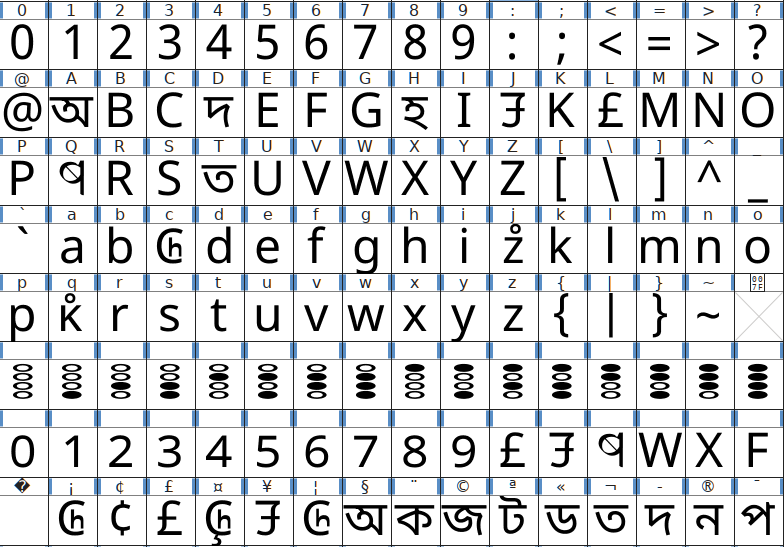 0 1 2 3 4 5 6 7 8 9 : ; < = > ?
0 1 2 3 4 5 6 7 8 9 : ; < = > ?
@ A B C D E F G H I J K L M N O
@ অ B C দ E F G হ I K £ M N O
P Q R S T U V W X Y Z [ \ ] ^ _
P R S ত U V W X Y Z [ \ ] ^ _
` a b c d e f g h i j k l m n o
` a b d e f g h i z̊ k l m n o
p q r s t u v w x y z { | } ~ 007F
p k̊ r s t u v w x y z { | } ~
0 1 2 3 4 5 6 7 8 9 £ W X F
� ¡ ¢ £ ¤ ¥ ¦ § ¨ © ª « ¬ - ® ¯
¢ £ অ ক জ ট ড ত দ ন প